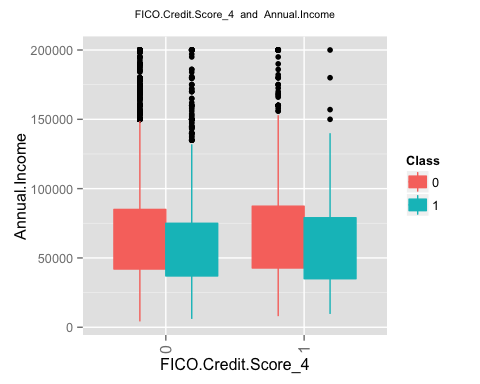 FICO.Credit.Score_4 and Annual.Income
200000
150000
100000
50000
0
Annual.Income
0
1
FICO.Credit.Score_4
Class
0
1